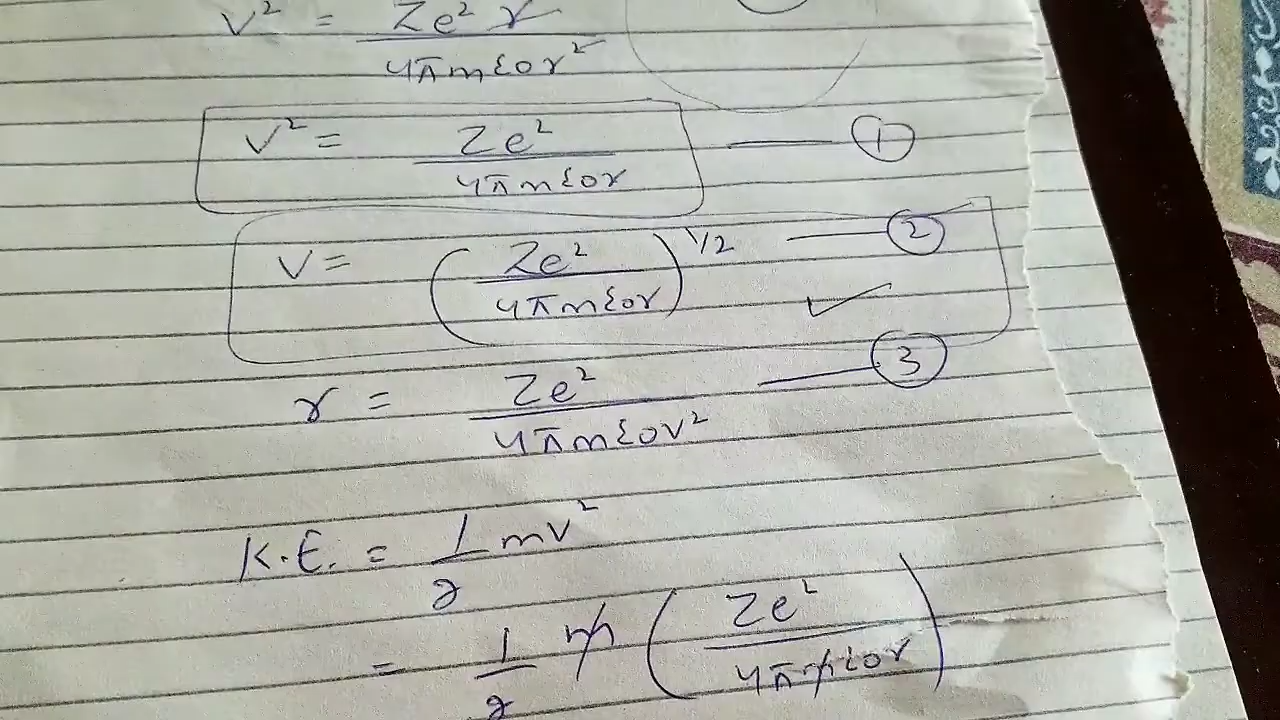 v² = Ze² r / 4πmε0r²
v² = Ze² / 4πmε0r —— ①
v = (Ze² / 4πmε0r)^1/2 —— ② ✓
r = Ze² / 4πmε0v² —— ③
K.E. = 1/2 mv²
= 1/2 m (Ze² / 4πmε0r)